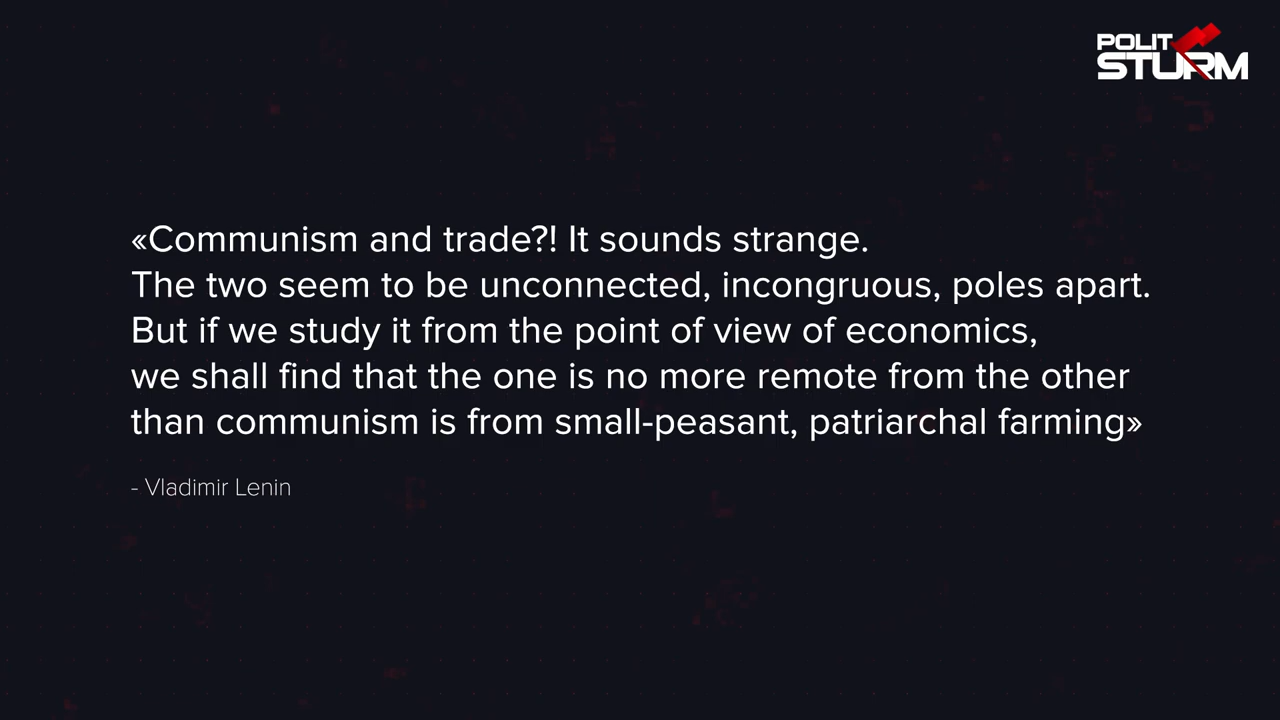 POLIT
STURM
«Communism and trade?! It sounds strange.
The two seem to be unconnected, incongruous, poles apart.
But if we study it from the point of view of economics,
we shall find that the one is no more remote from the other
than communism is from small-peasant, patriarchal farming»
- Vladimir Lenin